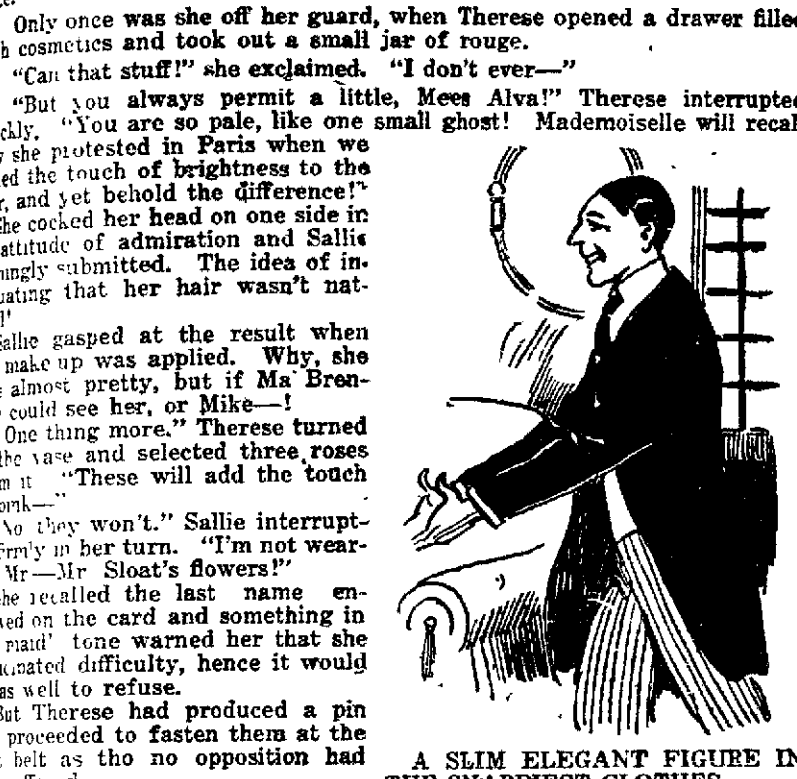 Only once was she off her guard, when Therese opened a drawer
cosmetics and took out a small jar of rouge.
"Can that stuff!" she exclaimed. "I don't ever—"
"But you always permit a little, Mees Alva!" Therese
"You are so pale, like one small ghost! Mademoiselle will
she protested in Paris when we
the touch of brightness to the
and yet behold the difference!"
she cocked her head on one side in
attitude of admiration and Sallie
submitted. The idea of in-
that her hair wasn't nat-
Sallie gasped at the result when
make up was applied. Why, she
almost pretty, but if Ma Bren-
could see her, or Mike—!
One thing more." Therese turned
the vase and selected three roses
it "These will add the touch
No they won't." Sallie interrupt-
in her turn. "I'm not wear-
Mr—Mr Sloat's flowers!"
she recalled the last name en-
on the card and something in
maid' tone warned her that she
difficulty, hence it would
as well to refuse.
But Therese had produced a pin
proceeded to fasten them at the
belt as tho no opposition had
A SLIM ELEGANT FIGURE IN
THE SNAPPIEST CLOTHES